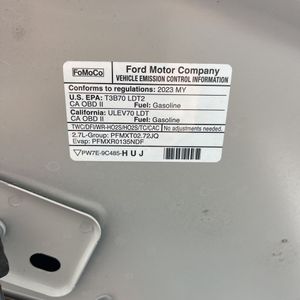 FoMoCo
Ford Motor Company
VEHICLE EMISSION CONTROL INFORMATION
Conforms to regulations: 2023 MY
U.S. EPA: T3B70 LDT2
CA OBD II Fuel: Gasoline
California: ULEV70 LDT
CA OBD II Fuel: Gasoline
TWC/DFI/WR-HO2S/HO2S/TC/CAC No adjustments needed.
2.7L-Group: PFMXT02.72JQ
Evap: PFMXR0135NDF
PW7E-9C485-HUJ